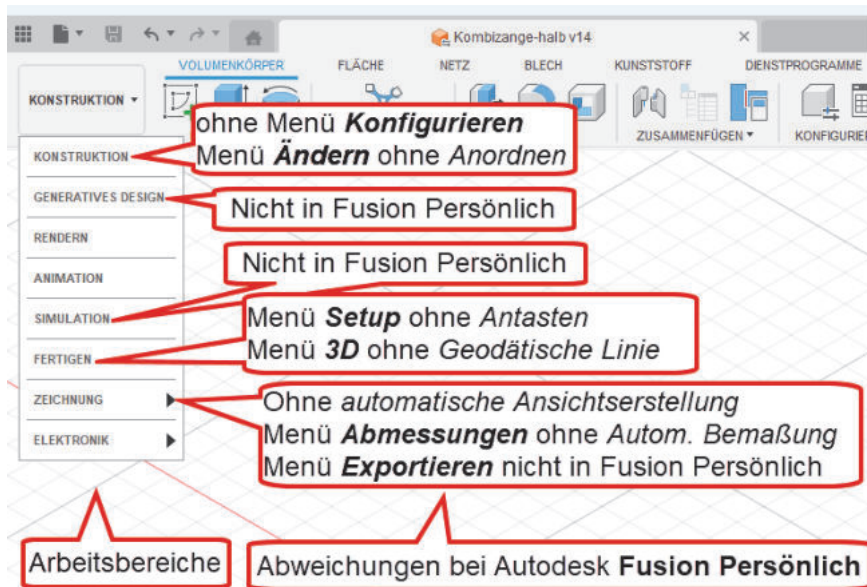 Kombizange-halb v14
VOLUMENKÖRPER FLÄCHE NETZ BLECH KUNSTSTOFF DIENSTPROGRAMME
KONSTRUKTION
ZUSAMMENFÜGEN KONFIGURIER
ohne Menü Konfigurieren
Menü Ändern ohne Anordnen
KONSTRUKTION
GENERATIVES DESIGN
Nicht in Fusion Persönlich
RENDERN
Nicht in Fusion Persönlich
ANIMATION
SIMULATION
Menü Setup ohne Antasten
Menü 3D ohne Geodätische Linie
FERTIGEN
ZEICHNUNG
Ohne automatische Ansichtserstellung
Menü Abmessungen ohne Autom. Bemaßung
Menü Exportieren nicht in Fusion Persönlich
ELEKTRONIK
Arbeitsbereiche
Abweichungen bei Autodesk Fusion Persönlich